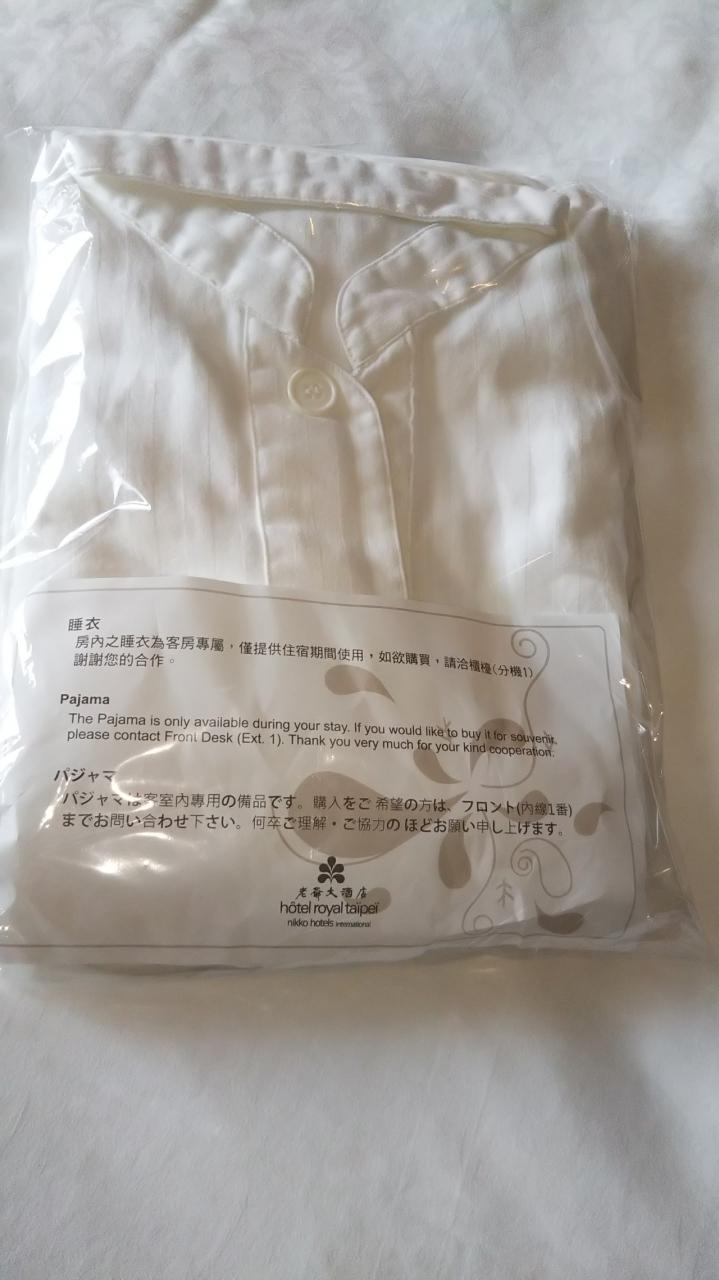 睡衣
房內之睡衣為客房專屬，僅提供住宿期間使用，如欲購買，請洽櫃檯(分機1)
謝謝您的合作。
Pajama
The Pajama is only available during your stay. If you would like to buy it for souvenir,
please contact Front Desk (Ext. 1). Thank you very much for your kind cooperation.
パジャマ
パジャマは客室內專用の備品です。購入をご希望の方は、フロント(內線1番)
までお問い合わせ下さい。何卒ご理解・ご協力のほどお願い申し上げます。
老爺大酒店
hôtel royal taïpeï
nikko hotels international